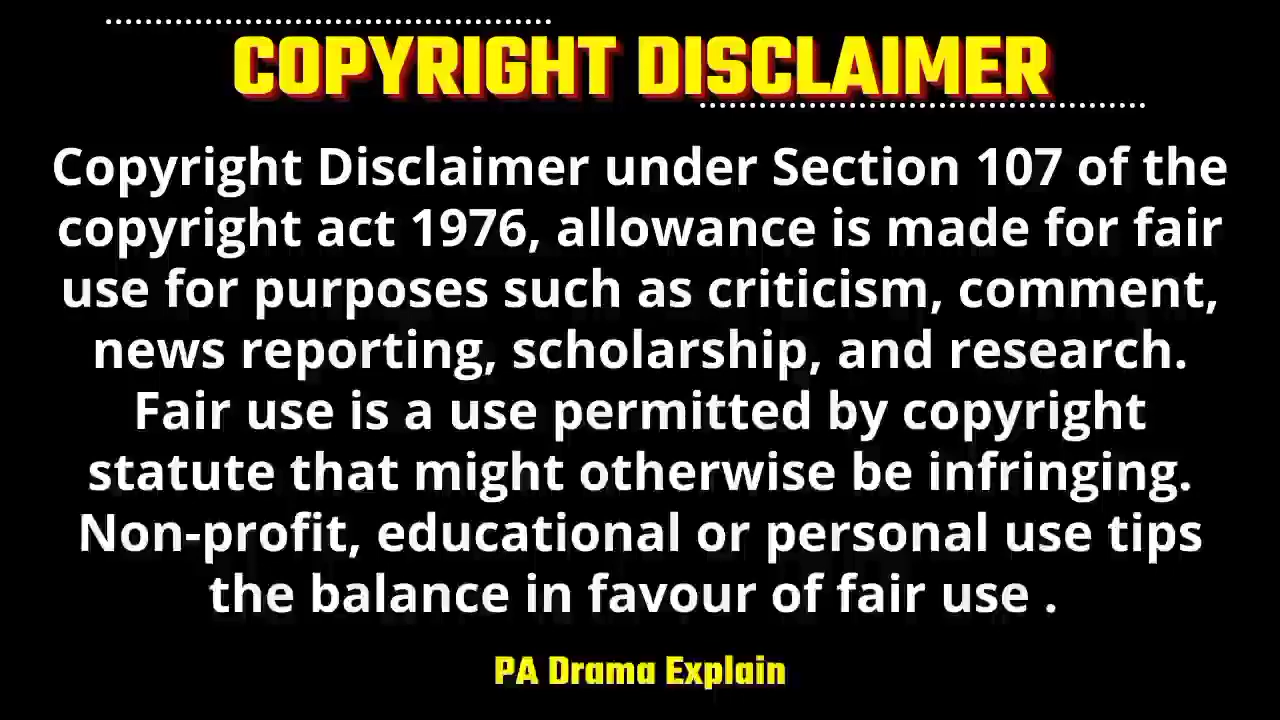 COPYRIGHT DISCLAIMER
Copyright Disclaimer under Section 107 of the
copyright act 1976, allowance is made for fair
use for purposes such as criticism, comment,
news reporting, scholarship, and research.
Fair use is a use permitted by copyright
statute that might otherwise be infringing.
Non-profit, educational or personal use tips
the balance in favour of fair use .
PA Drama Explain